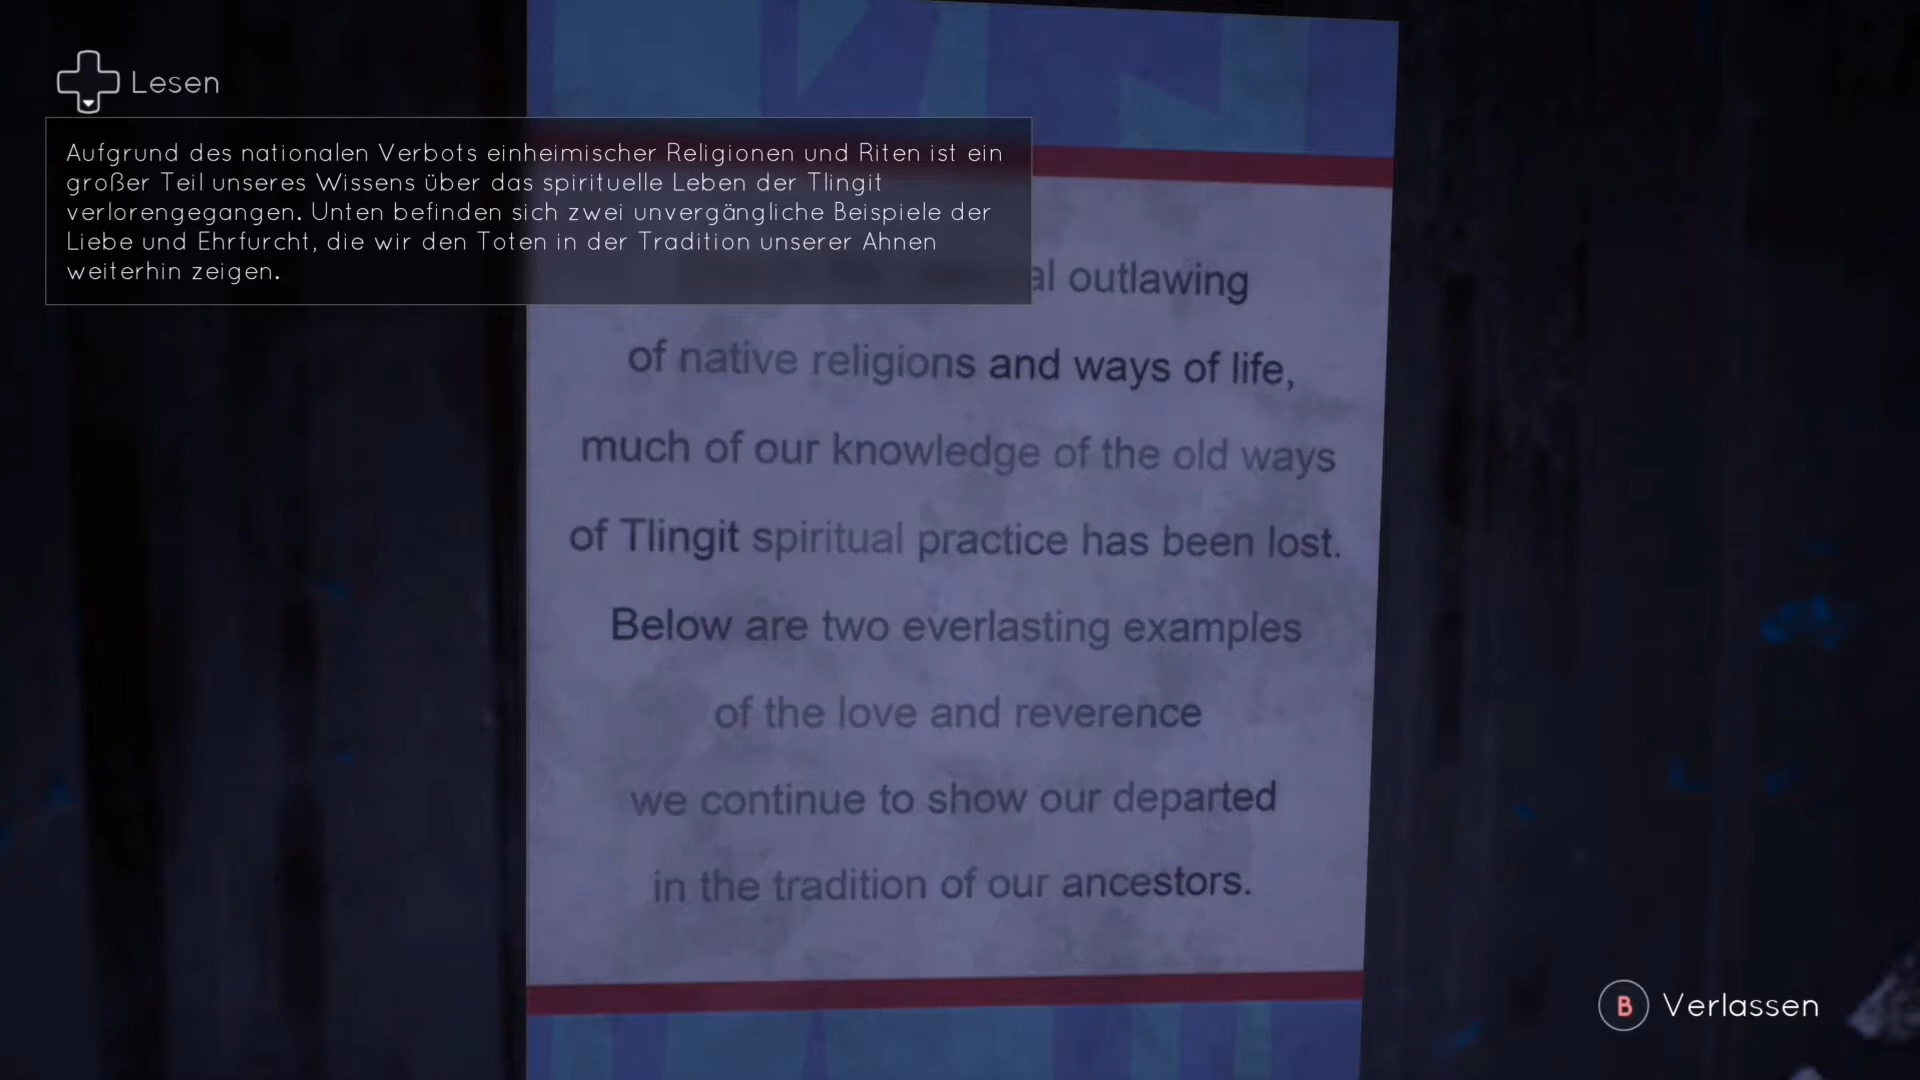 Lesen
Aufgrund des nationalen Verbots einheimischer Religionen und Riten ist ein
großer Teil unseres Wissens über das spirituelle Leben der Tlingit
verlorengegangen. Unten befinden sich zwei unvergängliche Beispiele der
Liebe und Ehrfurcht, die wir den Toten in der Tradition unserer Ahnen
weiterhin zeigen.
outlawing
of native religions and ways of life,
much of our knowledge of the old ways
of Tlingit spiritual practice has been lost.
Below are two everlasting examples
of the love and reverence
we continue to show our departed
in the tradition of our ancestors.
B Verlassen